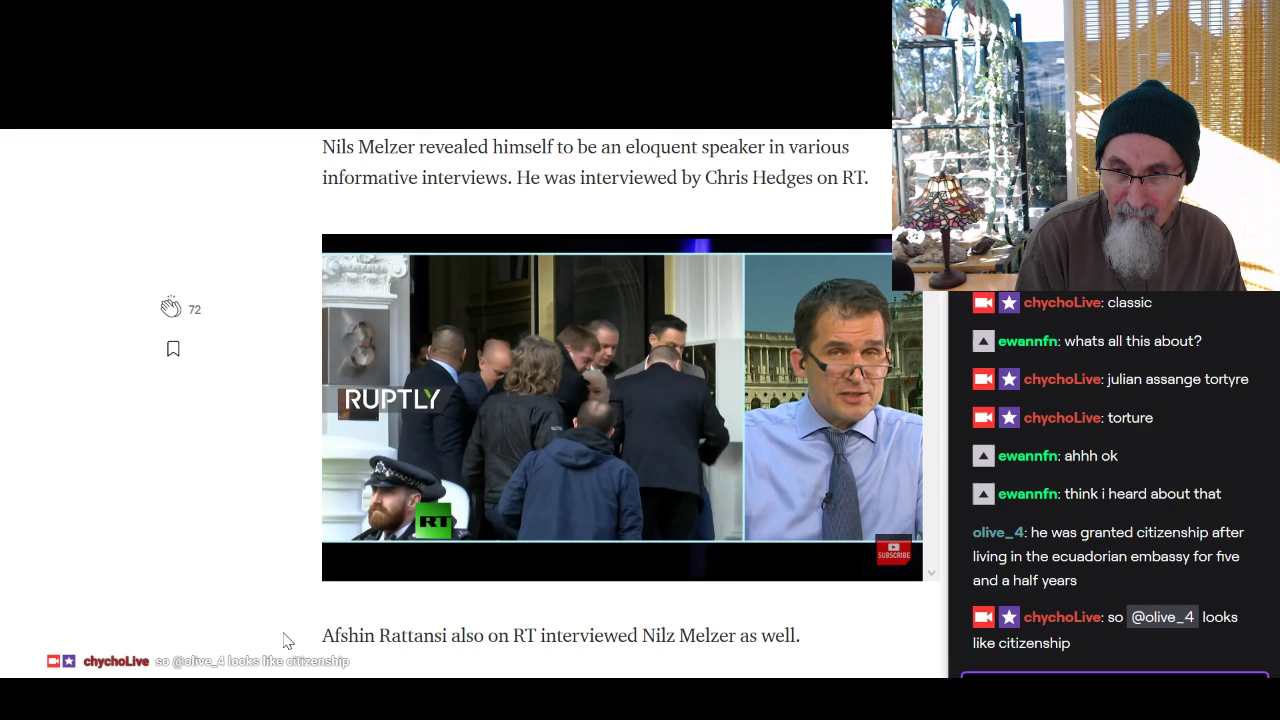 Nils Melzer revealed himself to be an eloquent speaker in various
informative interviews. He was interviewed by Chris Hedges on RT.
72
RUPTLY
RT
SUBSCRIBE
Afshin Rattansi also on RT interviewed Nilz Melzer as well.
chychoLive so @olive_4 looks like citizenship
chychoLive: classic
ewannfn: whats all this about?
chychoLive: julian assange tortyre
chychoLive: torture
ewannfn: ahhh ok
ewannfn: think i heard about that
olive_4: he was granted citizenship after
living in the ecuadorian embassy for five
and a half years
chychoLive: so @olive_4 looks
like citizenship